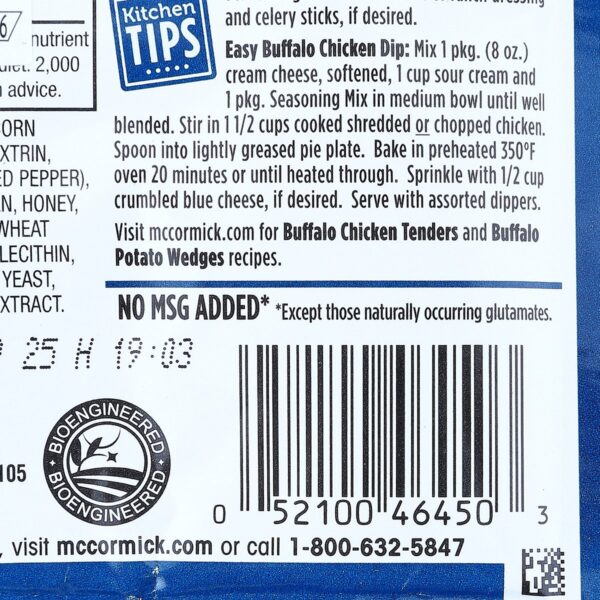 Kitchen
TIPS
and celery sticks, if desired.
Easy Buffalo Chicken Dip: Mix 1 pkg. (8 oz.)
cream cheese, softened, 1 cup sour cream and
1 pkg. Seasoning Mix in medium bowl until well
blended. Stir in 1 1/2 cups cooked shredded or chopped chicken.
Spoon into lightly greased pie plate. Bake in preheated 350°F
oven 20 minutes or until heated through. Sprinkle with 1/2 cup
crumbled blue cheese, if desired. Serve with assorted dippers.
Visit mccormick.com for Buffalo Chicken Tenders and Buffalo
Potato Wedges recipes.
NO MSG ADDED* *Except those naturally occurring glutamates.
nutrient
2,000
advice.
ORN
XTRIN,
ED PEPPER),
N, HONEY,
WHEAT
LECITHIN,
YEAST,
XTRACT.
25 H 19:03
BIOENGINEERED
BIOENGINEERED
105
0 52100 46450 3
, visit mccormick.com or call 1-800-632-5847